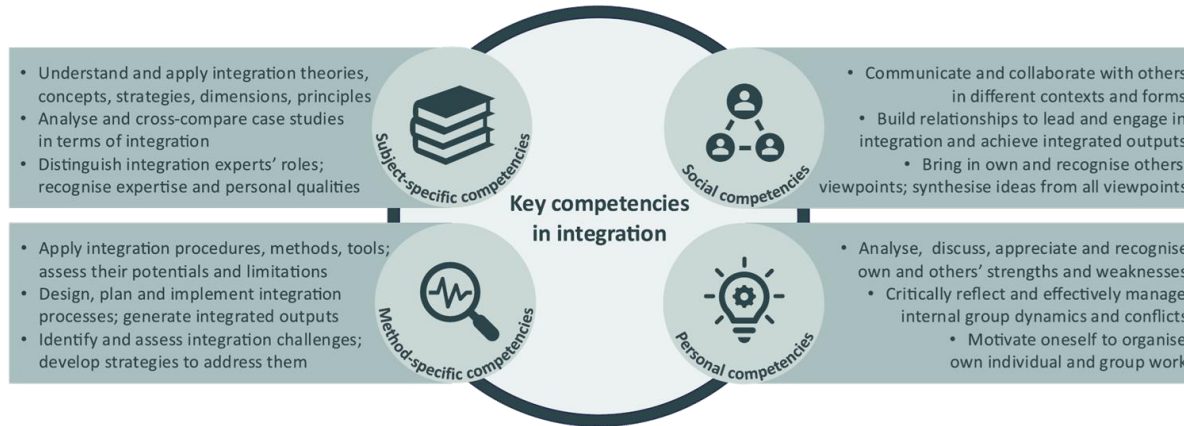 • Understand and apply integration theories,
concepts, strategies, dimensions, principles
• Analyse and cross-compare case studies
in terms of integration
• Distinguish integration experts’ roles;
recognise expertise and personal qualities
Subject-specific competencies
• Communicate and collaborate with others
in different contexts and forms
• Build relationships to lead and engage in
integration and achieve integrated outputs
• Bring in own and recognise others
viewpoints; synthesise ideas from all viewpoints
Social competencies
Key competencies
in integration
• Apply integration procedures, methods, tools;
assess their potentials and limitations
• Design, plan and implement integration
processes; generate integrated outputs
• Identify and assess integration challenges;
develop strategies to address them
Method-specific competencies
• Analyse, discuss, appreciate and recognise
own and others’ strengths and weaknesses
• Critically reflect and effectively manage
internal group dynamics and conflicts
• Motivate oneself to organise
own individual and group work
Personal competencies